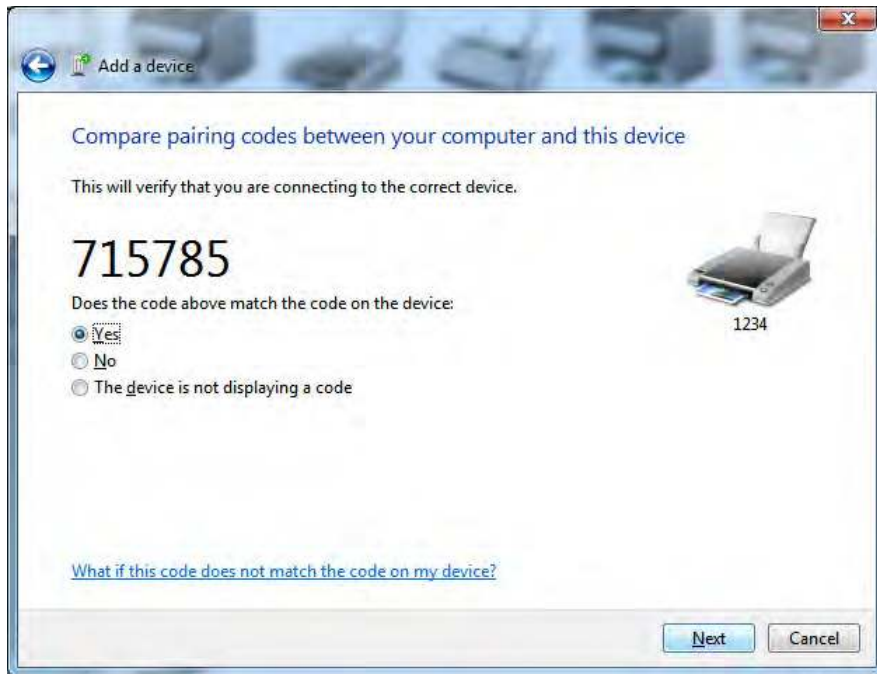 Add a device
Compare pairing codes between your computer and this device
This will verify that you are connecting to the correct device.
715785
Does the code above match the code on the device:
Yes
1234
No
The device is not displaying a code
What if this code does not match the code on my device?
Next Cancel